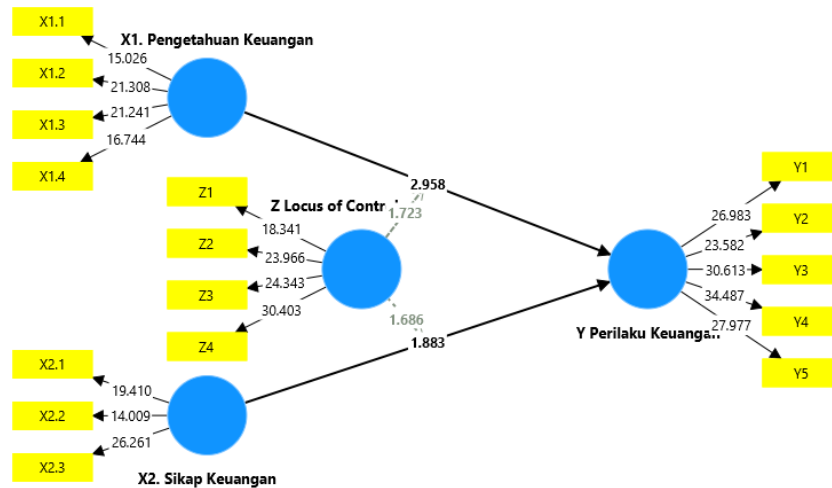 X1.1
X1. Pengetahuan Keuangan
15.026
X1.2
21.308
X1.3
21.241
16.744
X1.4
2.958
Z1
Z Locus of Contr
1.723
18.341
Z2
23.966
Z3
24.343
30.403
Z4
1.686
1.883
Y1
26.983
Y2
23.582
Y3
30.613
34.487
Y4
Y Perilaku Keuangan
27.977
Y5
X2.1
19.410
X2.2
14.009
26.261
X2.3
X2. Sikap Keuangan